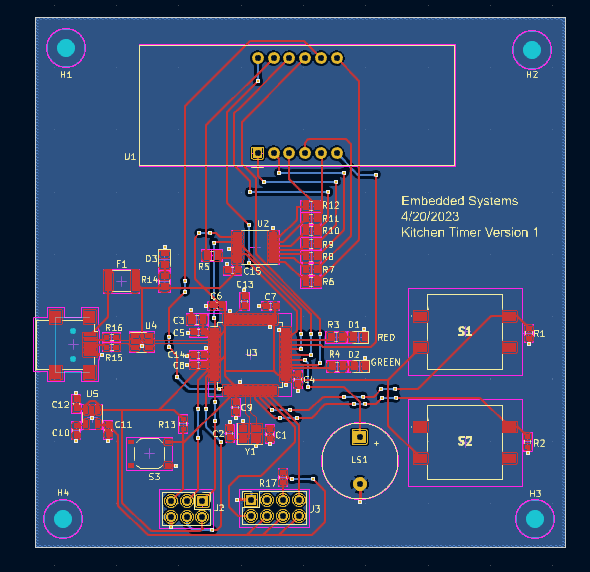 H1
H2
U1
Embedded Systems
4/20/2023
Kitchen Timer Version 1
R12
R11
R10
R9
R8
R7
R6
U2
C15
R5
D3
R14
F1
C13
C6
C7
C3
C5
C14
C8
U3
R3 D1 RED
R4 D2 GREEN
C4
S1
R1
R16
R15
U4
U5
C12
C10
C11
R13
C9
C2
C1
Y1
S3
S2
R2
LS1
+
R17
J2
J3
H4
H3